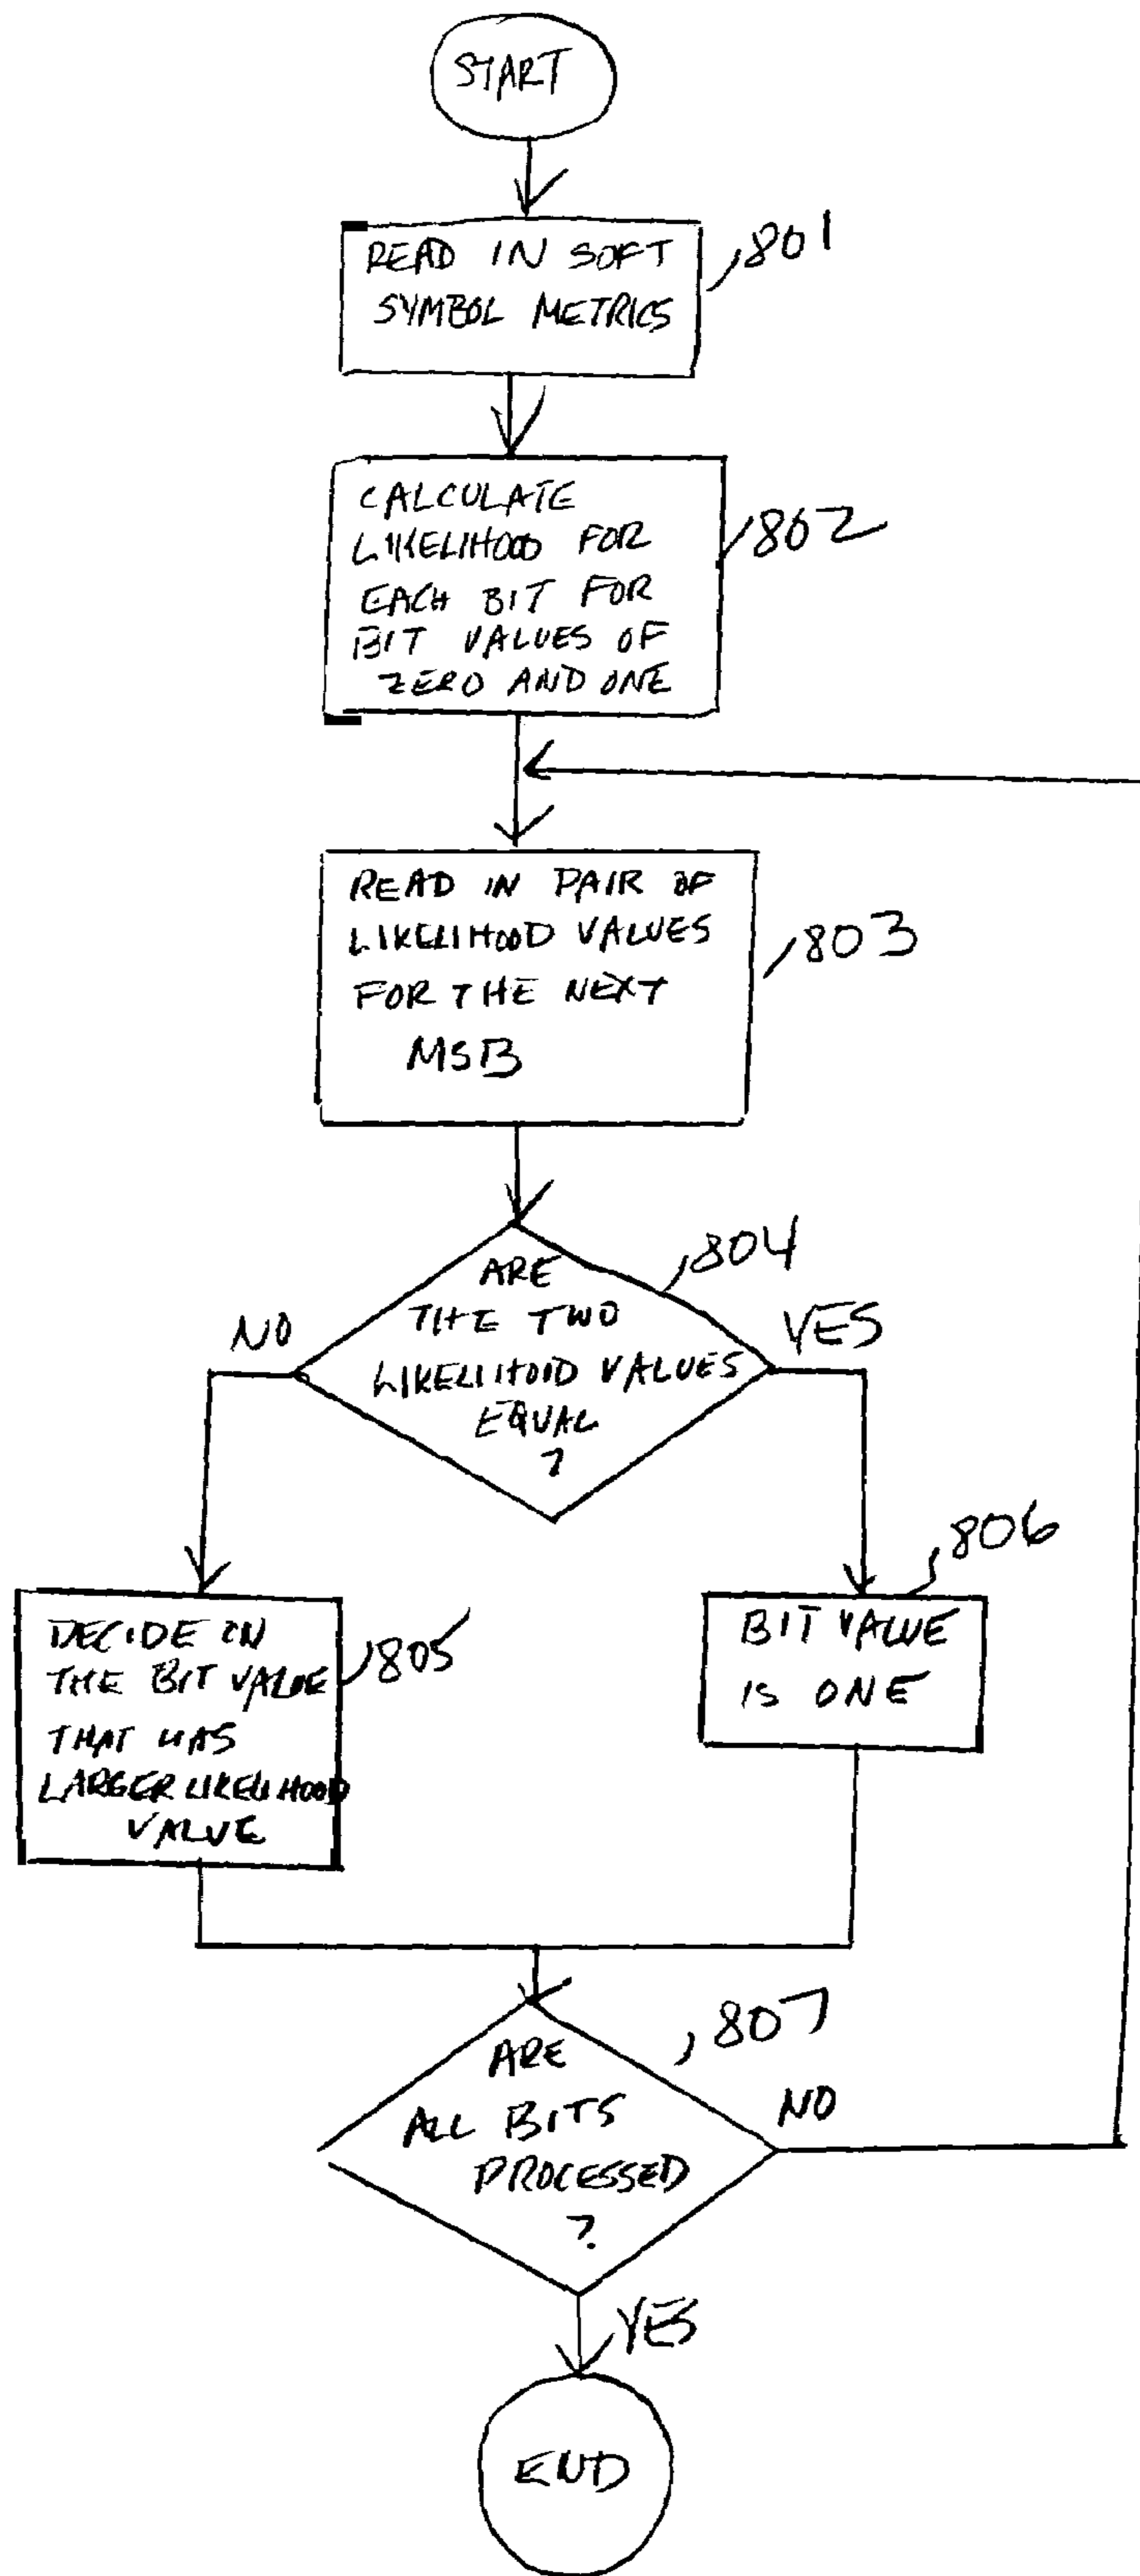 START
READ IN SOFT
SYMBOL METRICS
801
CALCULATE
LIKELIHOOD FOR
EACH BIT FOR
BIT VALUES OF
ZERO AND ONE
802
READ IN PAIR OF
LIKELIHOOD VALUES
FOR THE NEXT
MSB
803
ARE
THE TWO
LIKELIHOOD VALUES
EQUAL
?
804
NO
YES
DECIDE ON
THE BIT VALUE
THAT HAS
LARGER LIKELIHOOD
VALUE
805
BIT VALUE
IS ONE
806
ARE
ALL BITS
PROCESSED
?
807
NO
YES
END